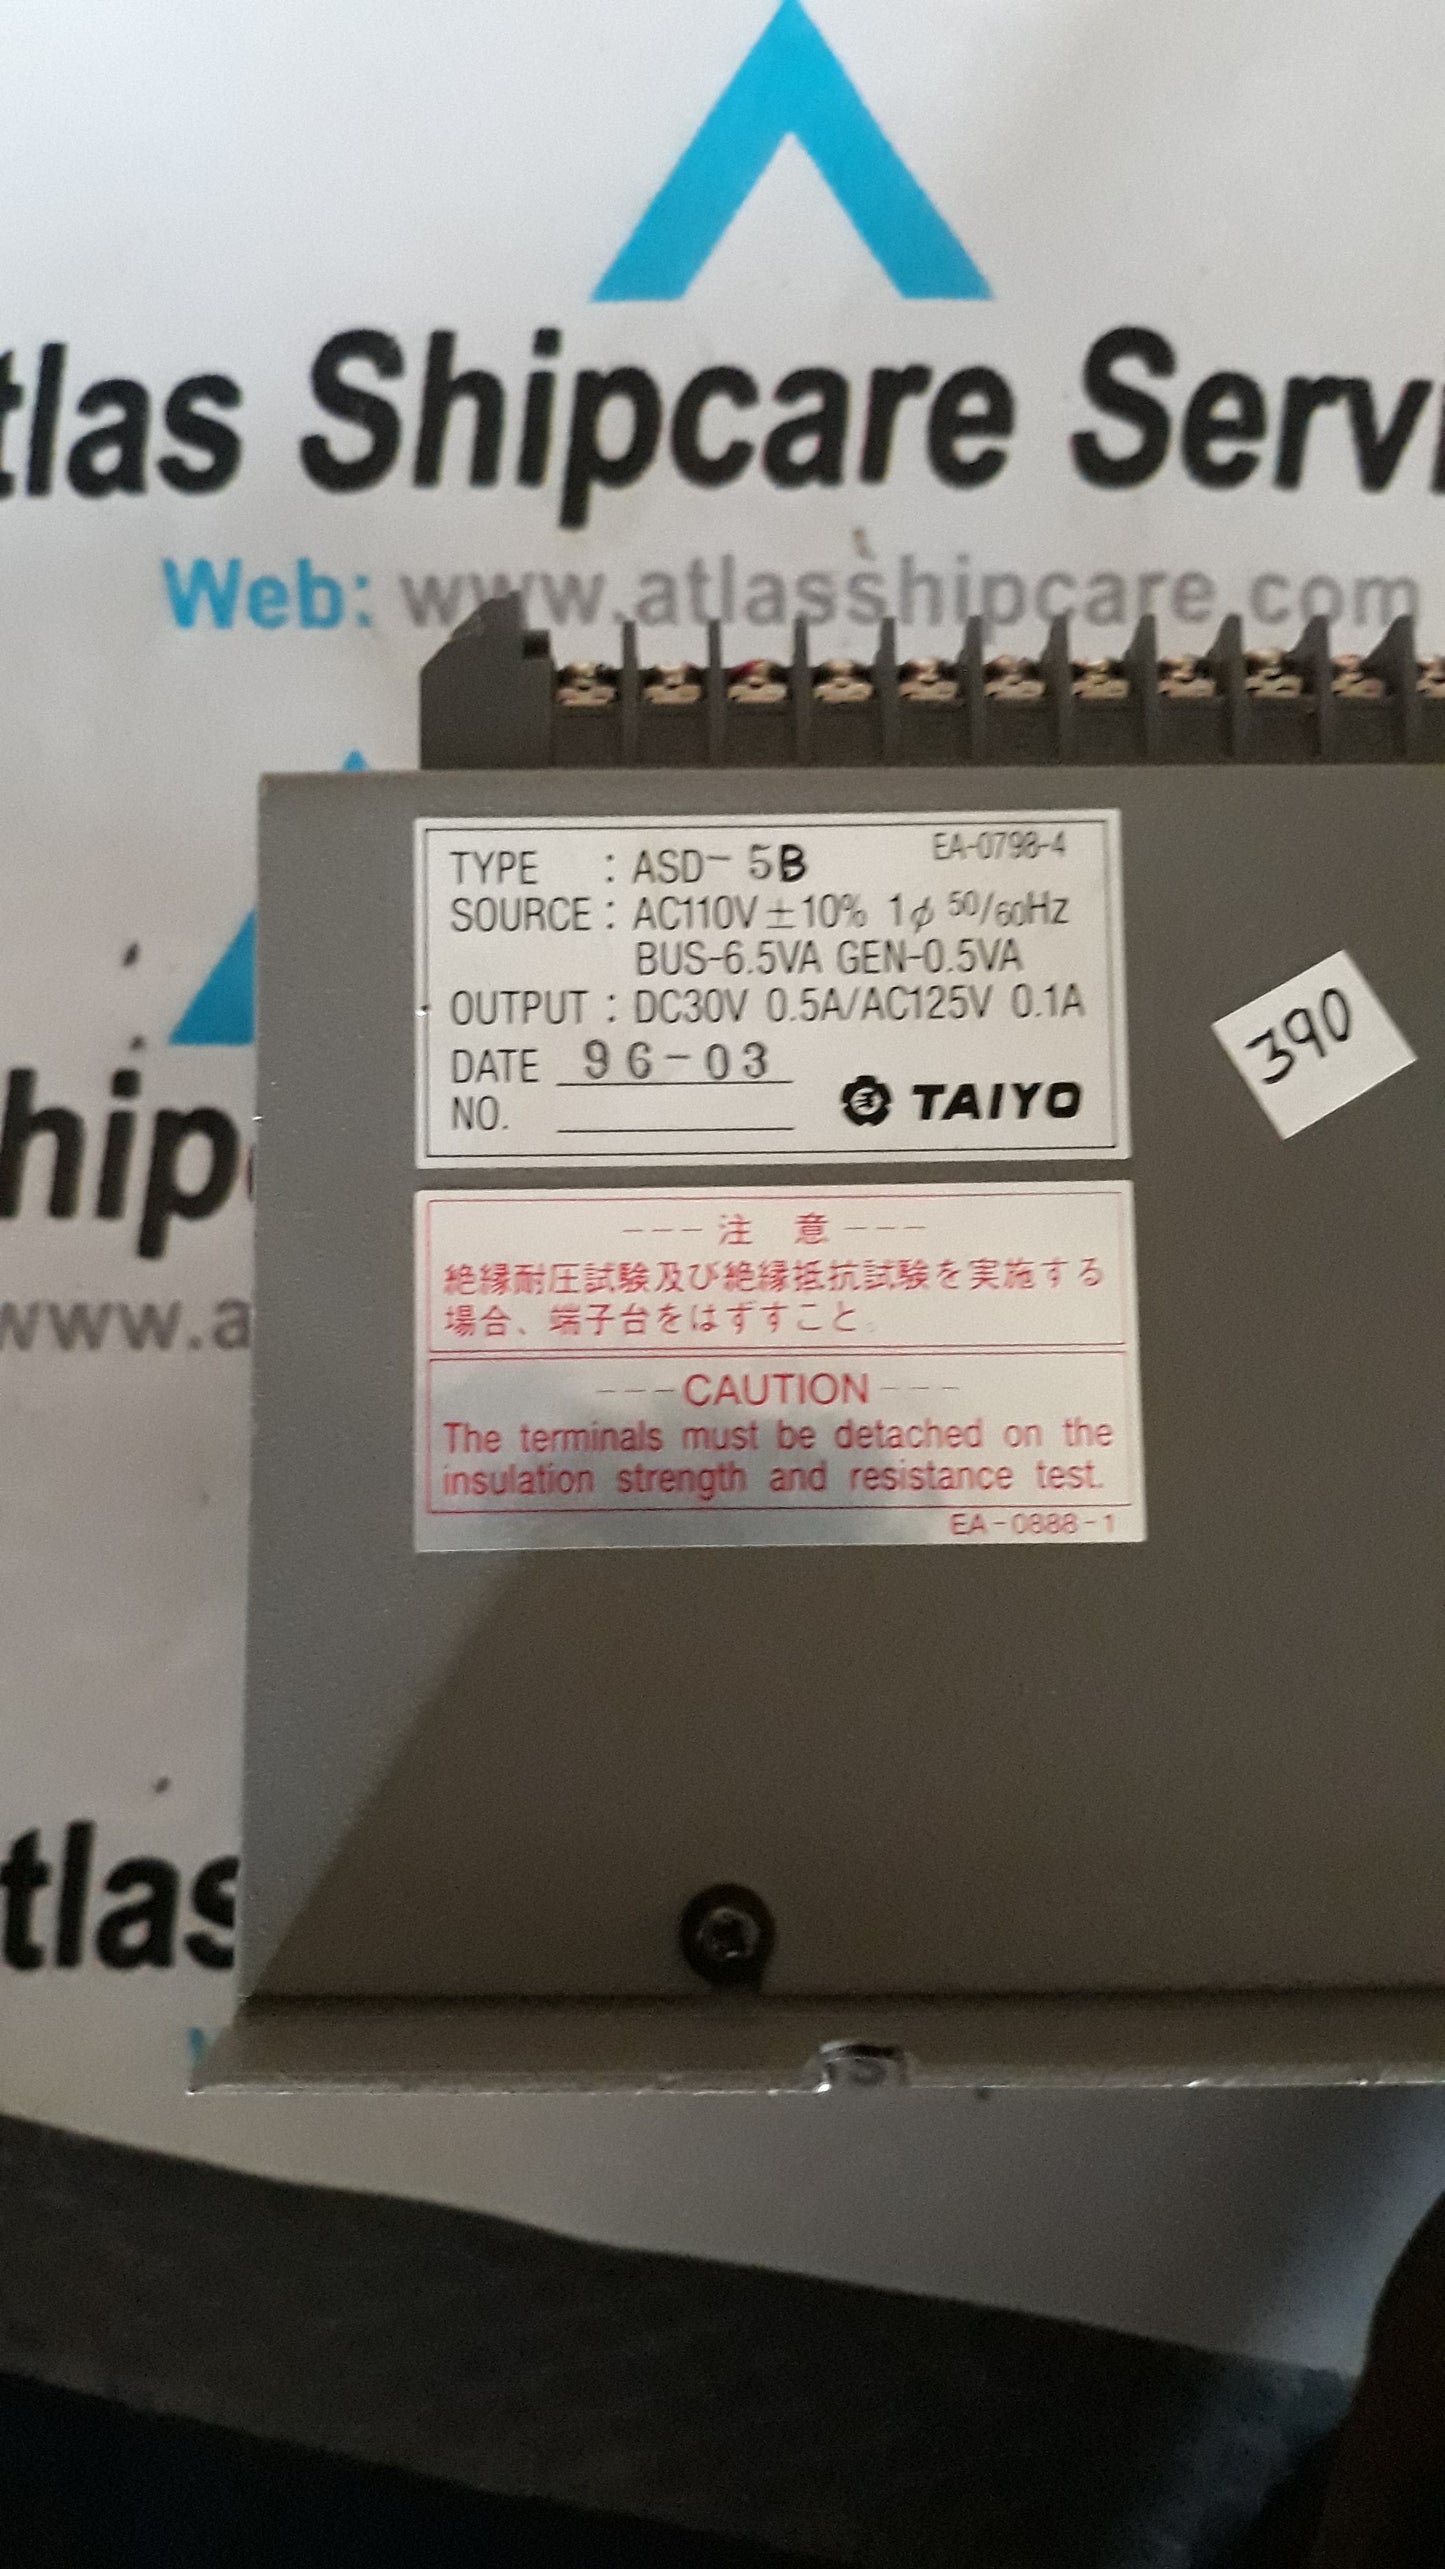 tlas Shipcare Servi
Web: www.atlasshipcare.com
TYPE : ASD- 5B EA-0798-4
SOURCE : AC110V±10% 1φ 50/60Hz
BUS-6.5VA GEN-0.5VA
OUTPUT : DC30V 0.5A/AC125V 0.1A
DATE 96-03
NO. TAIYO
390
---注 意---
絶縁耐圧試験及び絶縁抵抗試験を実施する
場合、端子台をはずすこと。
---CAUTION---
The terminals must be detached on the
insulation strength and resistance test.
EA-0888-1
hip
www.a
tlas